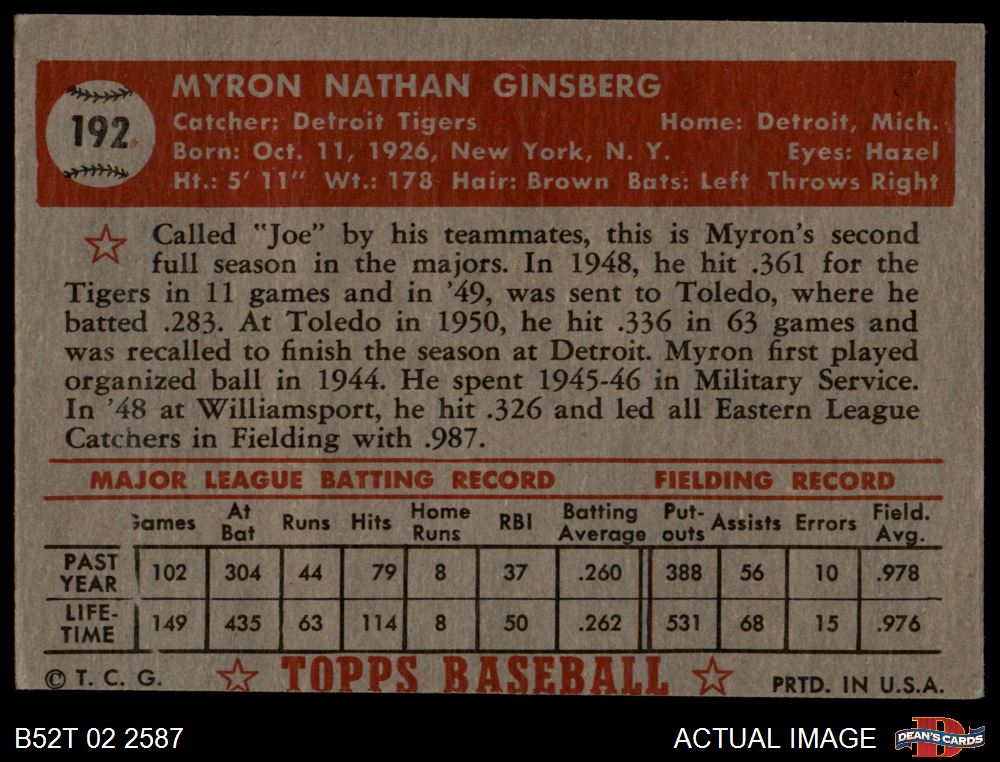 192
MYRON NATHAN GINSBERG
Catcher: Detroit Tigers Home: Detroit, Mich.
Born: Oct. 11, 1926, New York, N. Y. Eyes: Hazel
Ht.: 5' 11" Wt.: 178 Hair: Brown Bats: Left Throws Right
Called "Joe" by his teammates, this is Myron's second
full season in the majors. In 1948, he hit .361 for the
Tigers in 11 games and in '49, was sent to Toledo, where he
batted .283. At Toledo in 1950, he hit .336 in 63 games and
was recalled to finish the season at Detroit. Myron first played
organized ball in 1944. He spent 1945-46 in Military Service.
In '48 at Williamsport, he hit .326 and led all Eastern League
Catchers in Fielding with .987.
MAJOR LEAGUE BATTING RECORD FIELDING RECORD
Games At Bat Runs Hits Home Runs RBI Batting Average Put-outs Assists Errors Field. Avg.
PAST YEAR 102 304 44 79 8 37 .260 388 56 10 .978
LIFE-TIME 149 435 63 114 8 50 .262 531 68 15 .976
© T. C. G. TOPPS BASEBALL PRTD. IN U.S.A.
B52T 02 2587 ACTUAL IMAGE DEAN'S CARDS